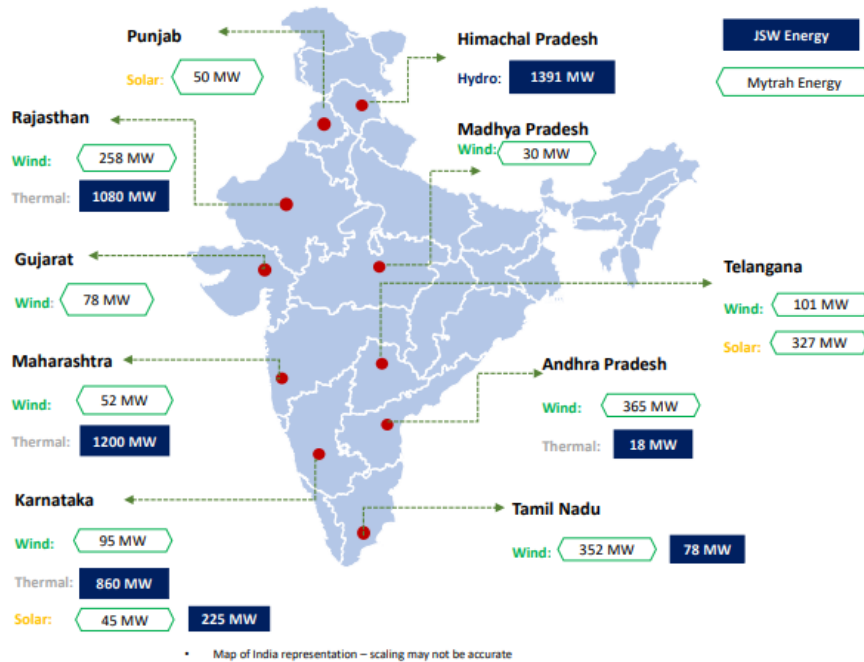 Punjab
Solar: 50 MW
Himachal Pradesh
Hydro: 1391 MW
JSW Energy
Mytrah Energy
Rajasthan
Wind: 258 MW
Thermal: 1080 MW
Madhya Pradesh
Wind: 30 MW
Gujarat
Wind: 78 MW
Telangana
Wind: 101 MW
Solar: 327 MW
Maharashtra
Wind: 52 MW
Thermal: 1200 MW
Andhra Pradesh
Wind: 365 MW
Thermal: 18 MW
Karnataka
Wind: 95 MW
Thermal: 860 MW
Solar: 45 MW 225 MW
Tamil Nadu
Wind: 352 MW 78 MW
• Map of India representation – scaling may not be accurate